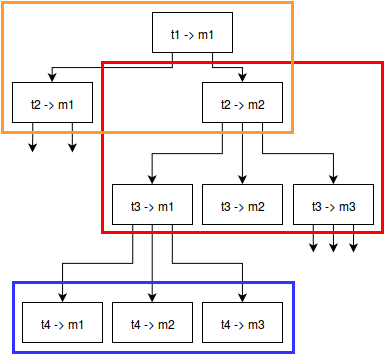 t1 -> m1
t2 -> m1
t2 -> m2
t3 -> m1
t3 -> m2
t3 -> m3
t4 -> m1
t4 -> m2
t4 -> m3